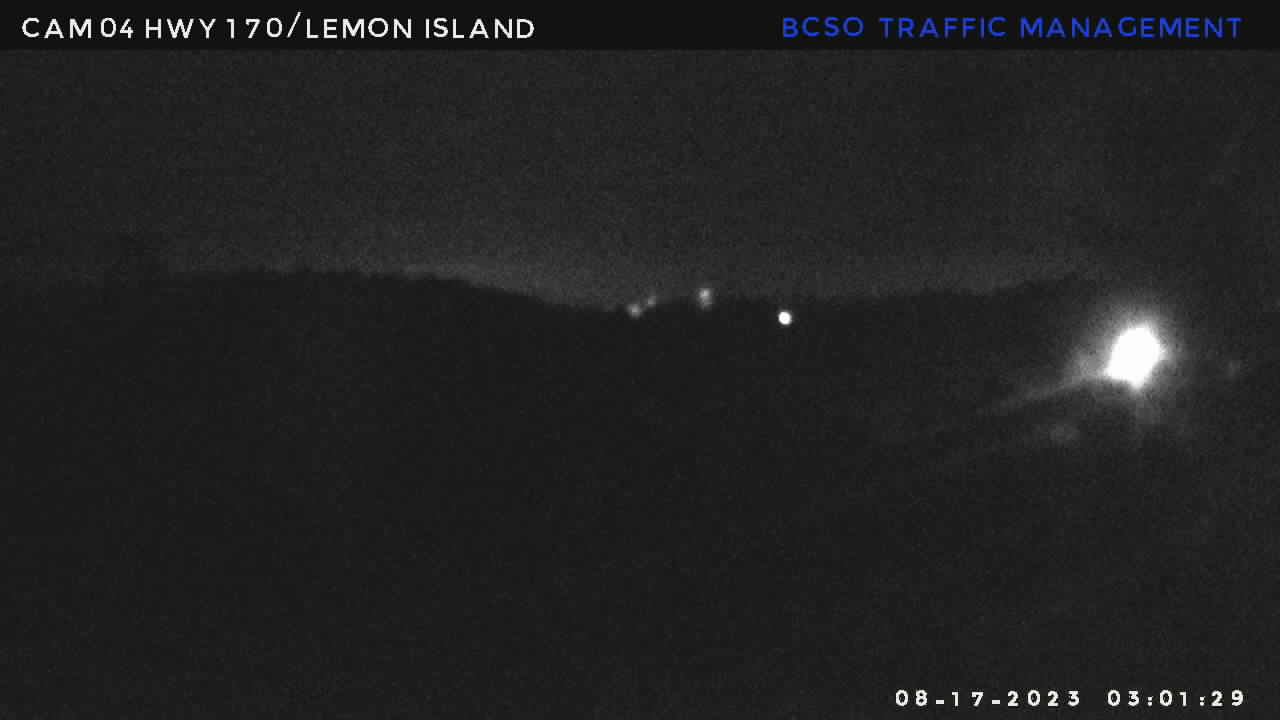 CAM 04 HWY 170/LEMON ISLAND
BCSO TRAFFIC MANAGEMENT
08-17-2023 03:01:29